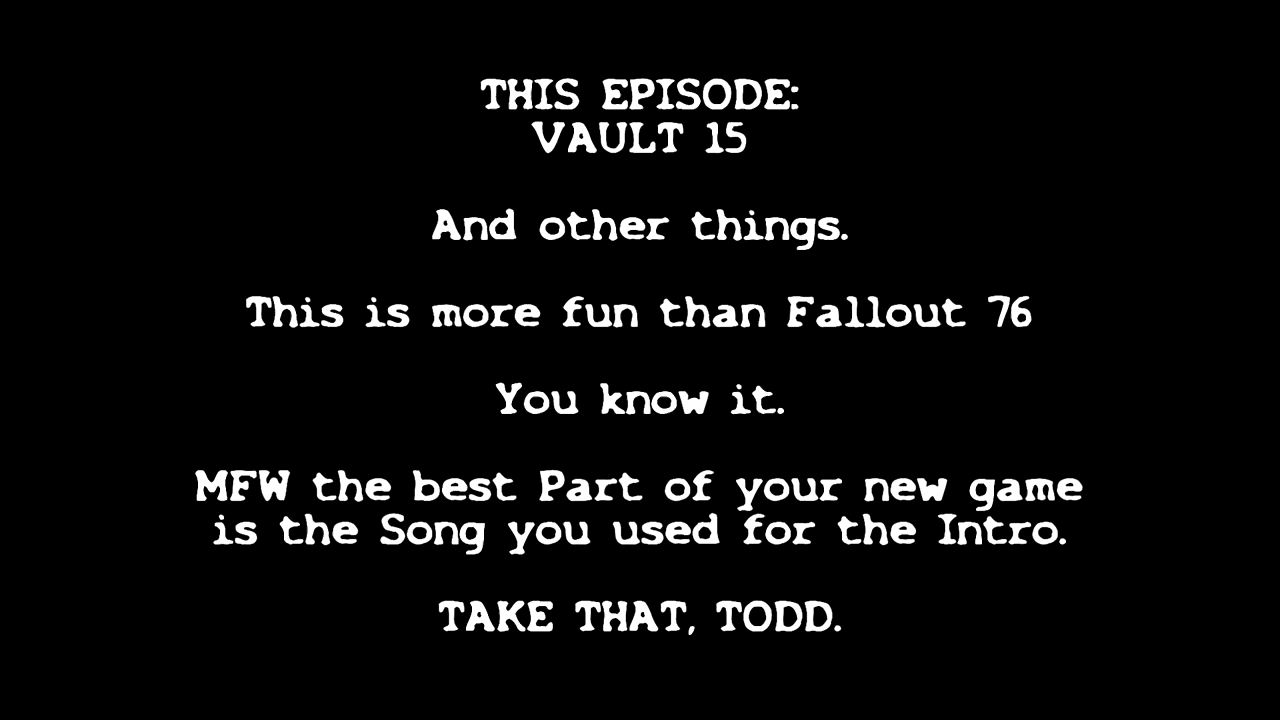 THIS EPISODE:
VAULT 15
And other things.
This is more fun than Fallout 76
You know it.
MFW the best Part of your new game
is the Song you used for the Intro.
TAKE THAT, TODD.